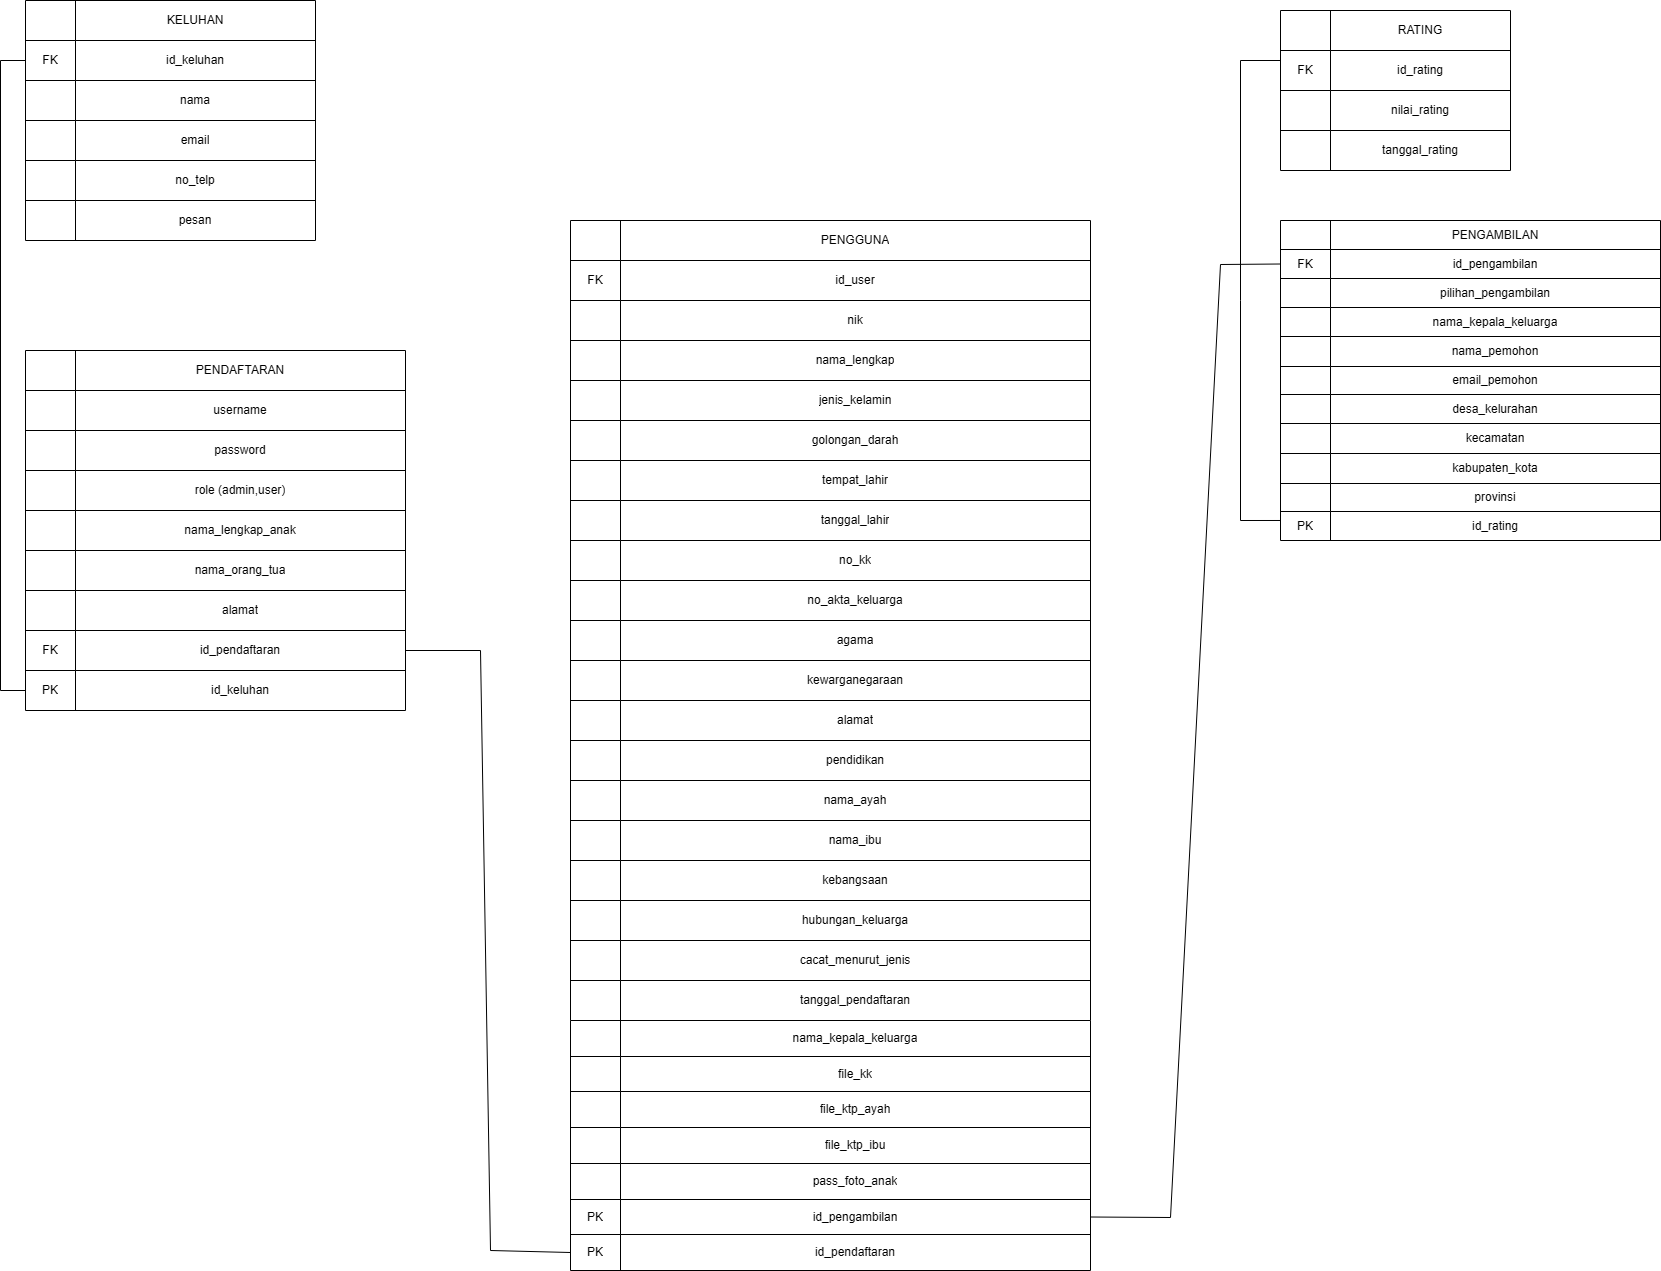 KELUHAN
FK id_keluhan
nama
email
no_telp
pesan
PENDAFTARAN
username
password
role (admin,user)
nama_lengkap_anak
nama_orang_tua
alamat
FK id_pendaftaran
PK id_keluhan
PENGGUNA
FK id_user
nik
nama_lengkap
jenis_kelamin
golongan_darah
tempat_lahir
tanggal_lahir
no_kk
no_akta_keluarga
agama
kewarganegaraan
alamat
pendidikan
nama_ayah
nama_ibu
kebangsaan
hubungan_keluarga
cacat_menurut_jenis
tanggal_pendaftaran
nama_kepala_keluarga
file_kk
file_ktp_ayah
file_ktp_ibu
pass_foto_anak
PK id_pengambilan
PK id_pendaftaran
RATING
FK id_rating
nilai_rating
tanggal_rating
PENGAMBILAN
FK id_pengambilan
pilihan_pengambilan
nama_kepala_keluarga
nama_pemohon
email_pemohon
desa_kelurahan
kecamatan
kabupaten_kota
provinsi
PK id_rating